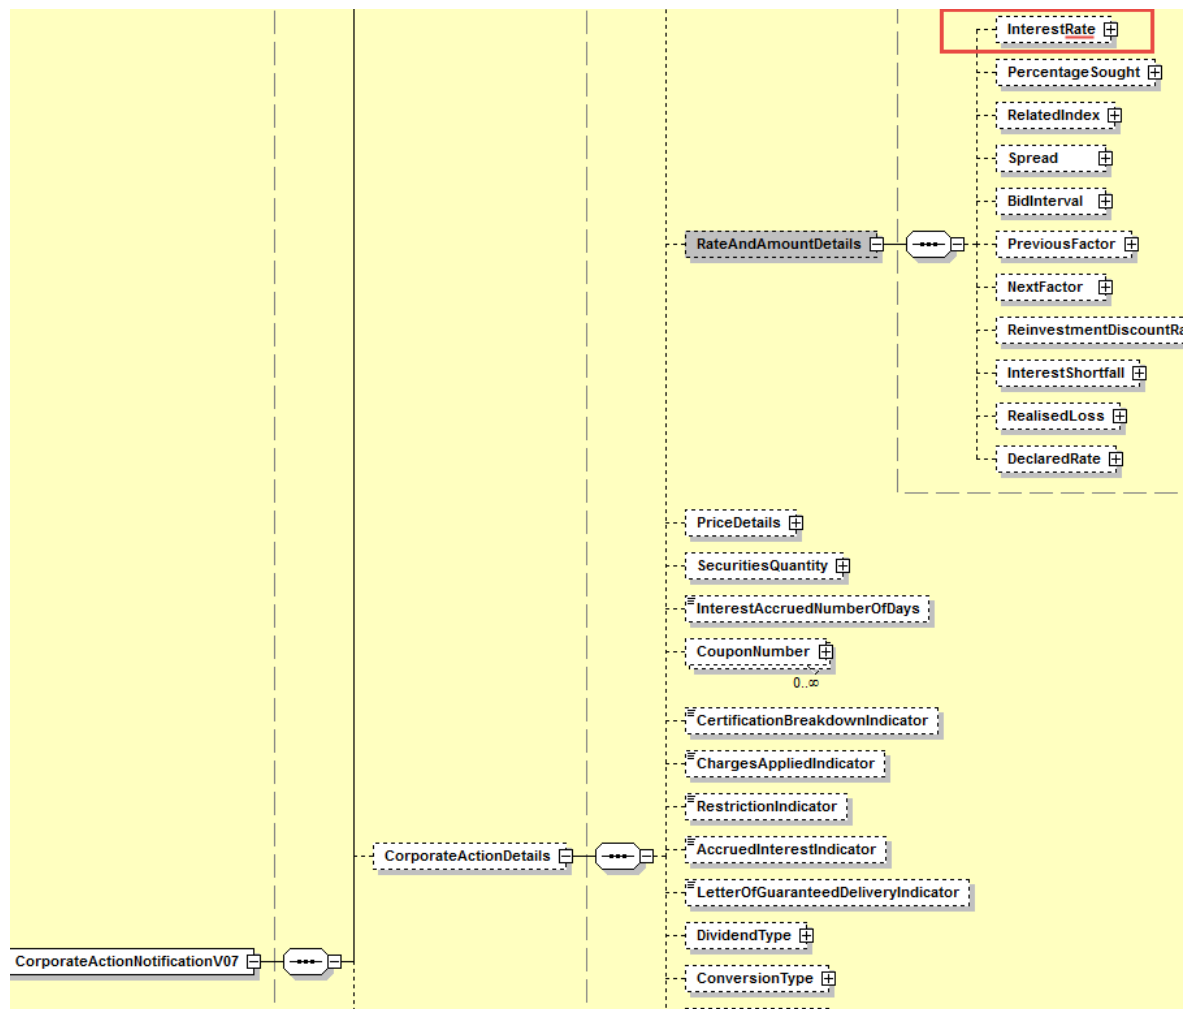 InterestRate
PercentageSought
RelatedIndex
Spread
BidInterval
RateAndAmountDetails
PreviousFactor
NextFactor
ReinvestmentDiscountRa
InterestShortfall
RealisedLoss
DeclaredRate
PriceDetails
SecuritiesQuantity
InterestAccruedNumberOfDays
CouponNumber
0..∞
CertificationBreakdownIndicator
ChargesAppliedIndicator
RestrictionIndicator
AccruedInterestIndicator
CorporateActionDetails
LetterOfGuaranteedDeliveryIndicator
DividendType
CorporateActionNotificationV07
ConversionType